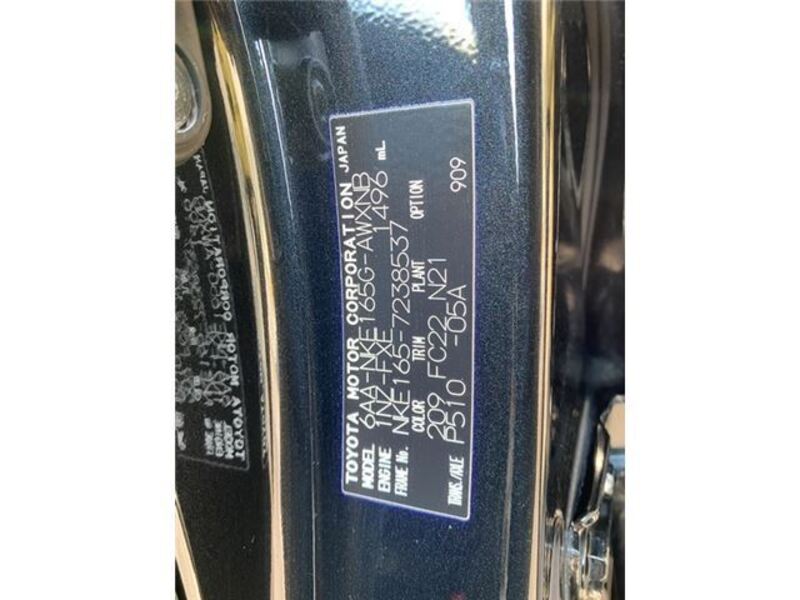 TOYOTA MOTOR CORPORATION JAPAN
MODEL 6AA-NKE165G-AWXNB
ENGINE 1NZ-FXE 1496 mL
FRAME No. NKE165-7238537
COLOR TRIM PLANT OPTION
209 FC22 N21
TRANS./AXLE P510 -05A 909